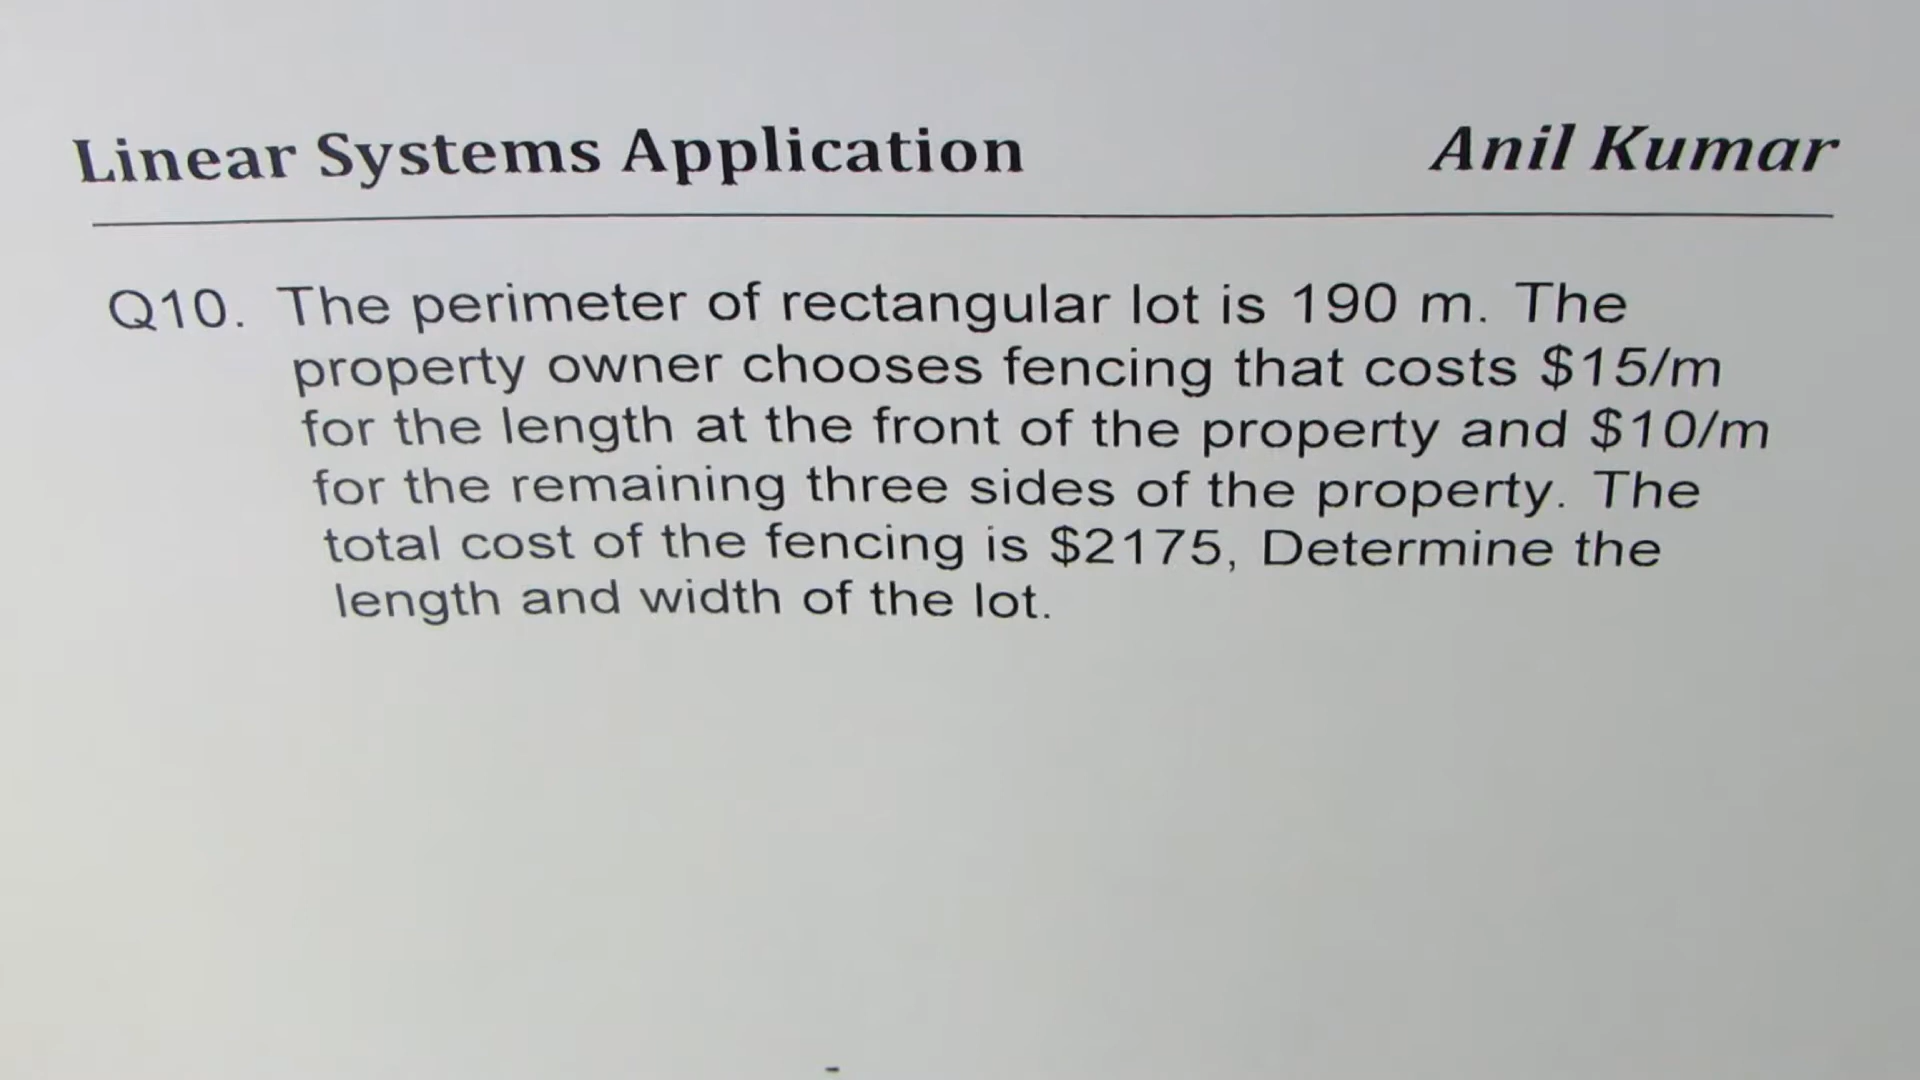 Linear Systems Application
Anil Kumar
Q10. The perimeter of rectangular lot is 190 m. The
property owner chooses fencing that costs $15/m
for the length at the front of the property and $10/m
for the remaining three sides of the property. The
total cost of the fencing is $2175, Determine the
length and width of the lot.